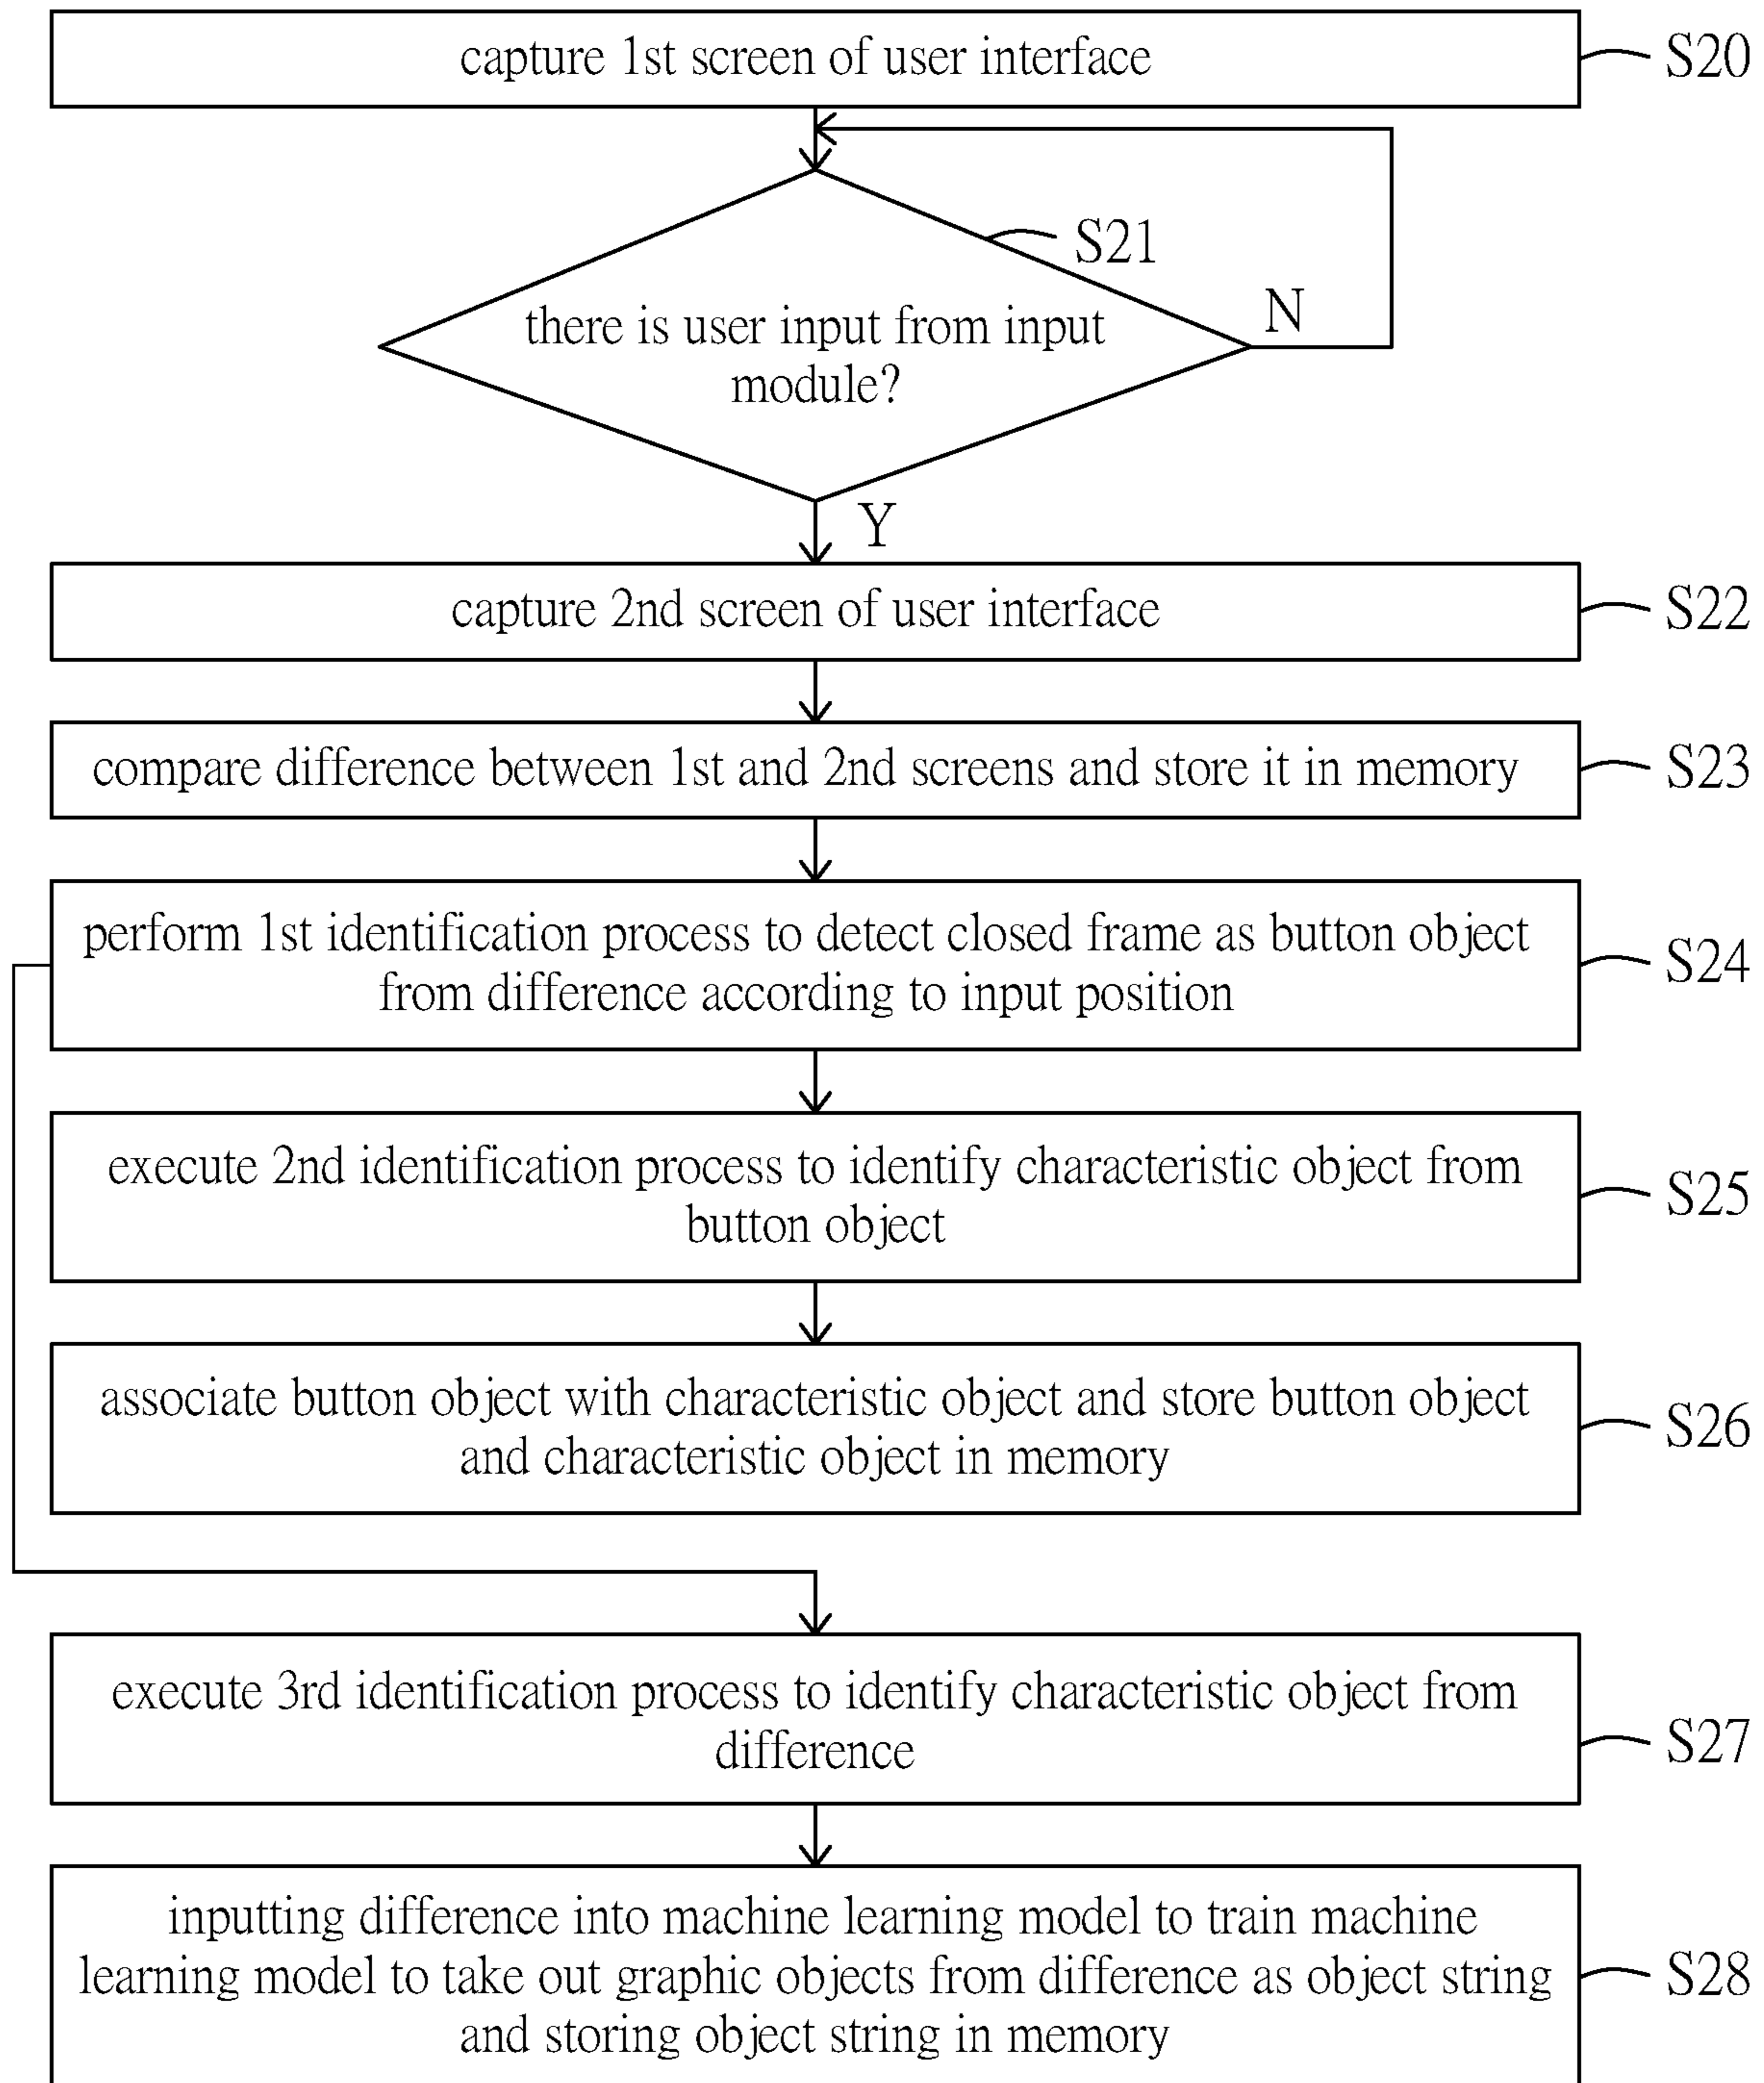 capture 1st screen of user interface
S20
S21
there is user input from input
module?
N
Y
capture 2nd screen of user interface
S22
compare difference between 1st and 2nd screens and store it in memory
S23
perform 1st identification process to detect closed frame as button object
from difference according to input position
S24
execute 2nd identification process to identify characteristic object from
button object
S25
associate button object with characteristic object and store button object
and characteristic object in memory
S26
execute 3rd identification process to identify characteristic object from
difference
S27
inputting difference into machine learning model to train machine
learning model to take out graphic objects from difference as object string
and storing object string in memory
S28